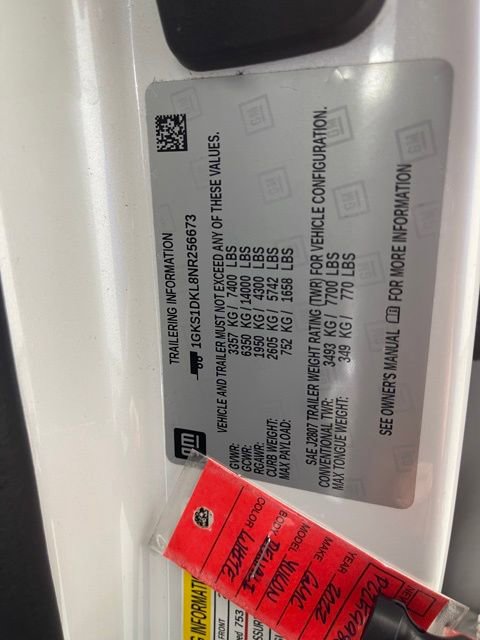 gm
TRAILERING INFORMATION
1GKS1DKL8NR256673
VEHICLE AND TRAILER MUST NOT EXCEED ANY OF THESE VALUES.
GVWR: 3357 KG / 7400 LBS
GCWR: 6350 KG / 14000 LBS
RGAWR: 1950 KG / 4300 LBS
CURB WEIGHT: 2605 KG / 5742 LBS
MAX PAYLOAD: 752 KG / 1658 LBS
SAE J2807 TRAILER WEIGHT RATING (TWR) FOR VEHICLE CONFIGURATION.
CONVENTIONAL TWR: 3493 KG / 7700 LBS
MAX TONGUE WEIGHT: 349 KG / 770 LBS
SEE OWNER'S MANUAL FOR MORE INFORMATION
YEAR 2022
MAKE GMC
MODEL YUKON
BODY
COLOR WHITE
FRONT
753